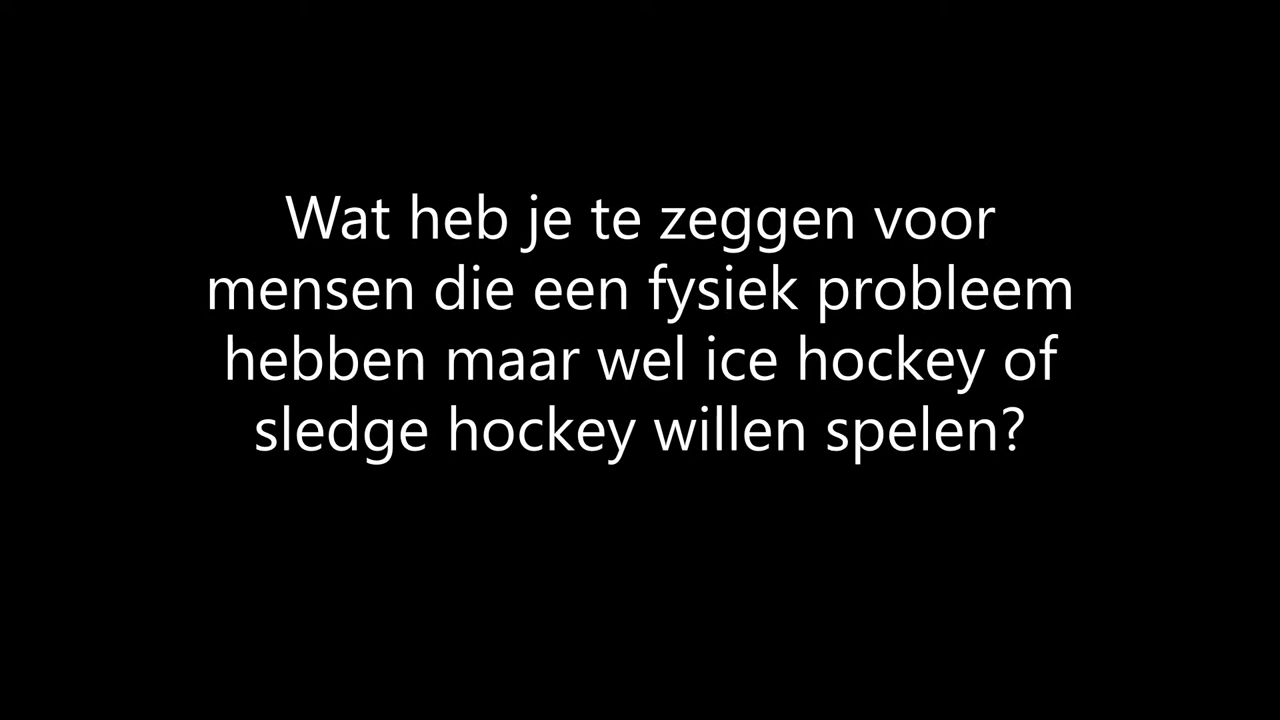 Wat heb je te zeggen voor
mensen die een fysiek probleem
hebben maar wel ice hockey of
sledge hockey willen spelen?